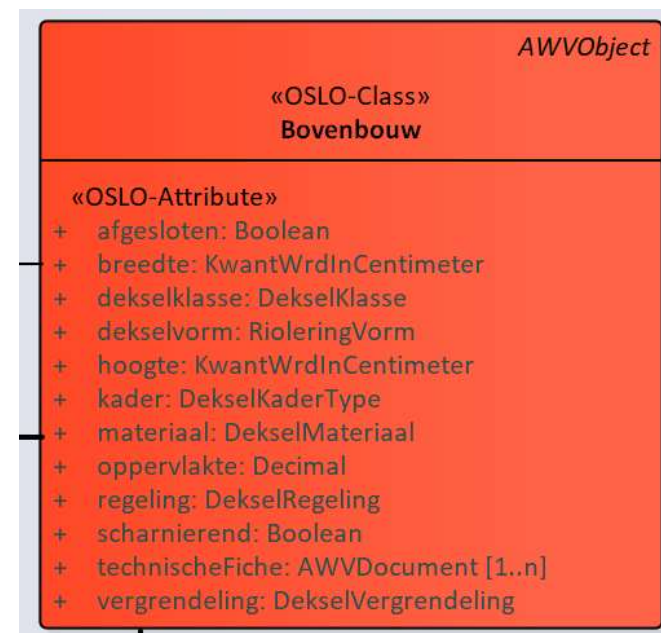 AWVObject
«OSLO-Class»
Bovenbouw
«OSLO-Attribute»
+ afgesloten: Boolean
+ breedte: KwantWrdInCentimeter
+ dekselklasse: DekselKlasse
+ dekselvorm: RioleringVorm
+ hoogte: KwantWrdInCentimeter
+ kader: DekselKaderType
+ materiaal: DekselMateriaal
+ oppervlakte: Decimal
+ regeling: DekselRegeling
+ scharnierend: Boolean
+ technischeFiche: AWVDocument [1..n]
+ vergrendeling: DekselVergrendeling